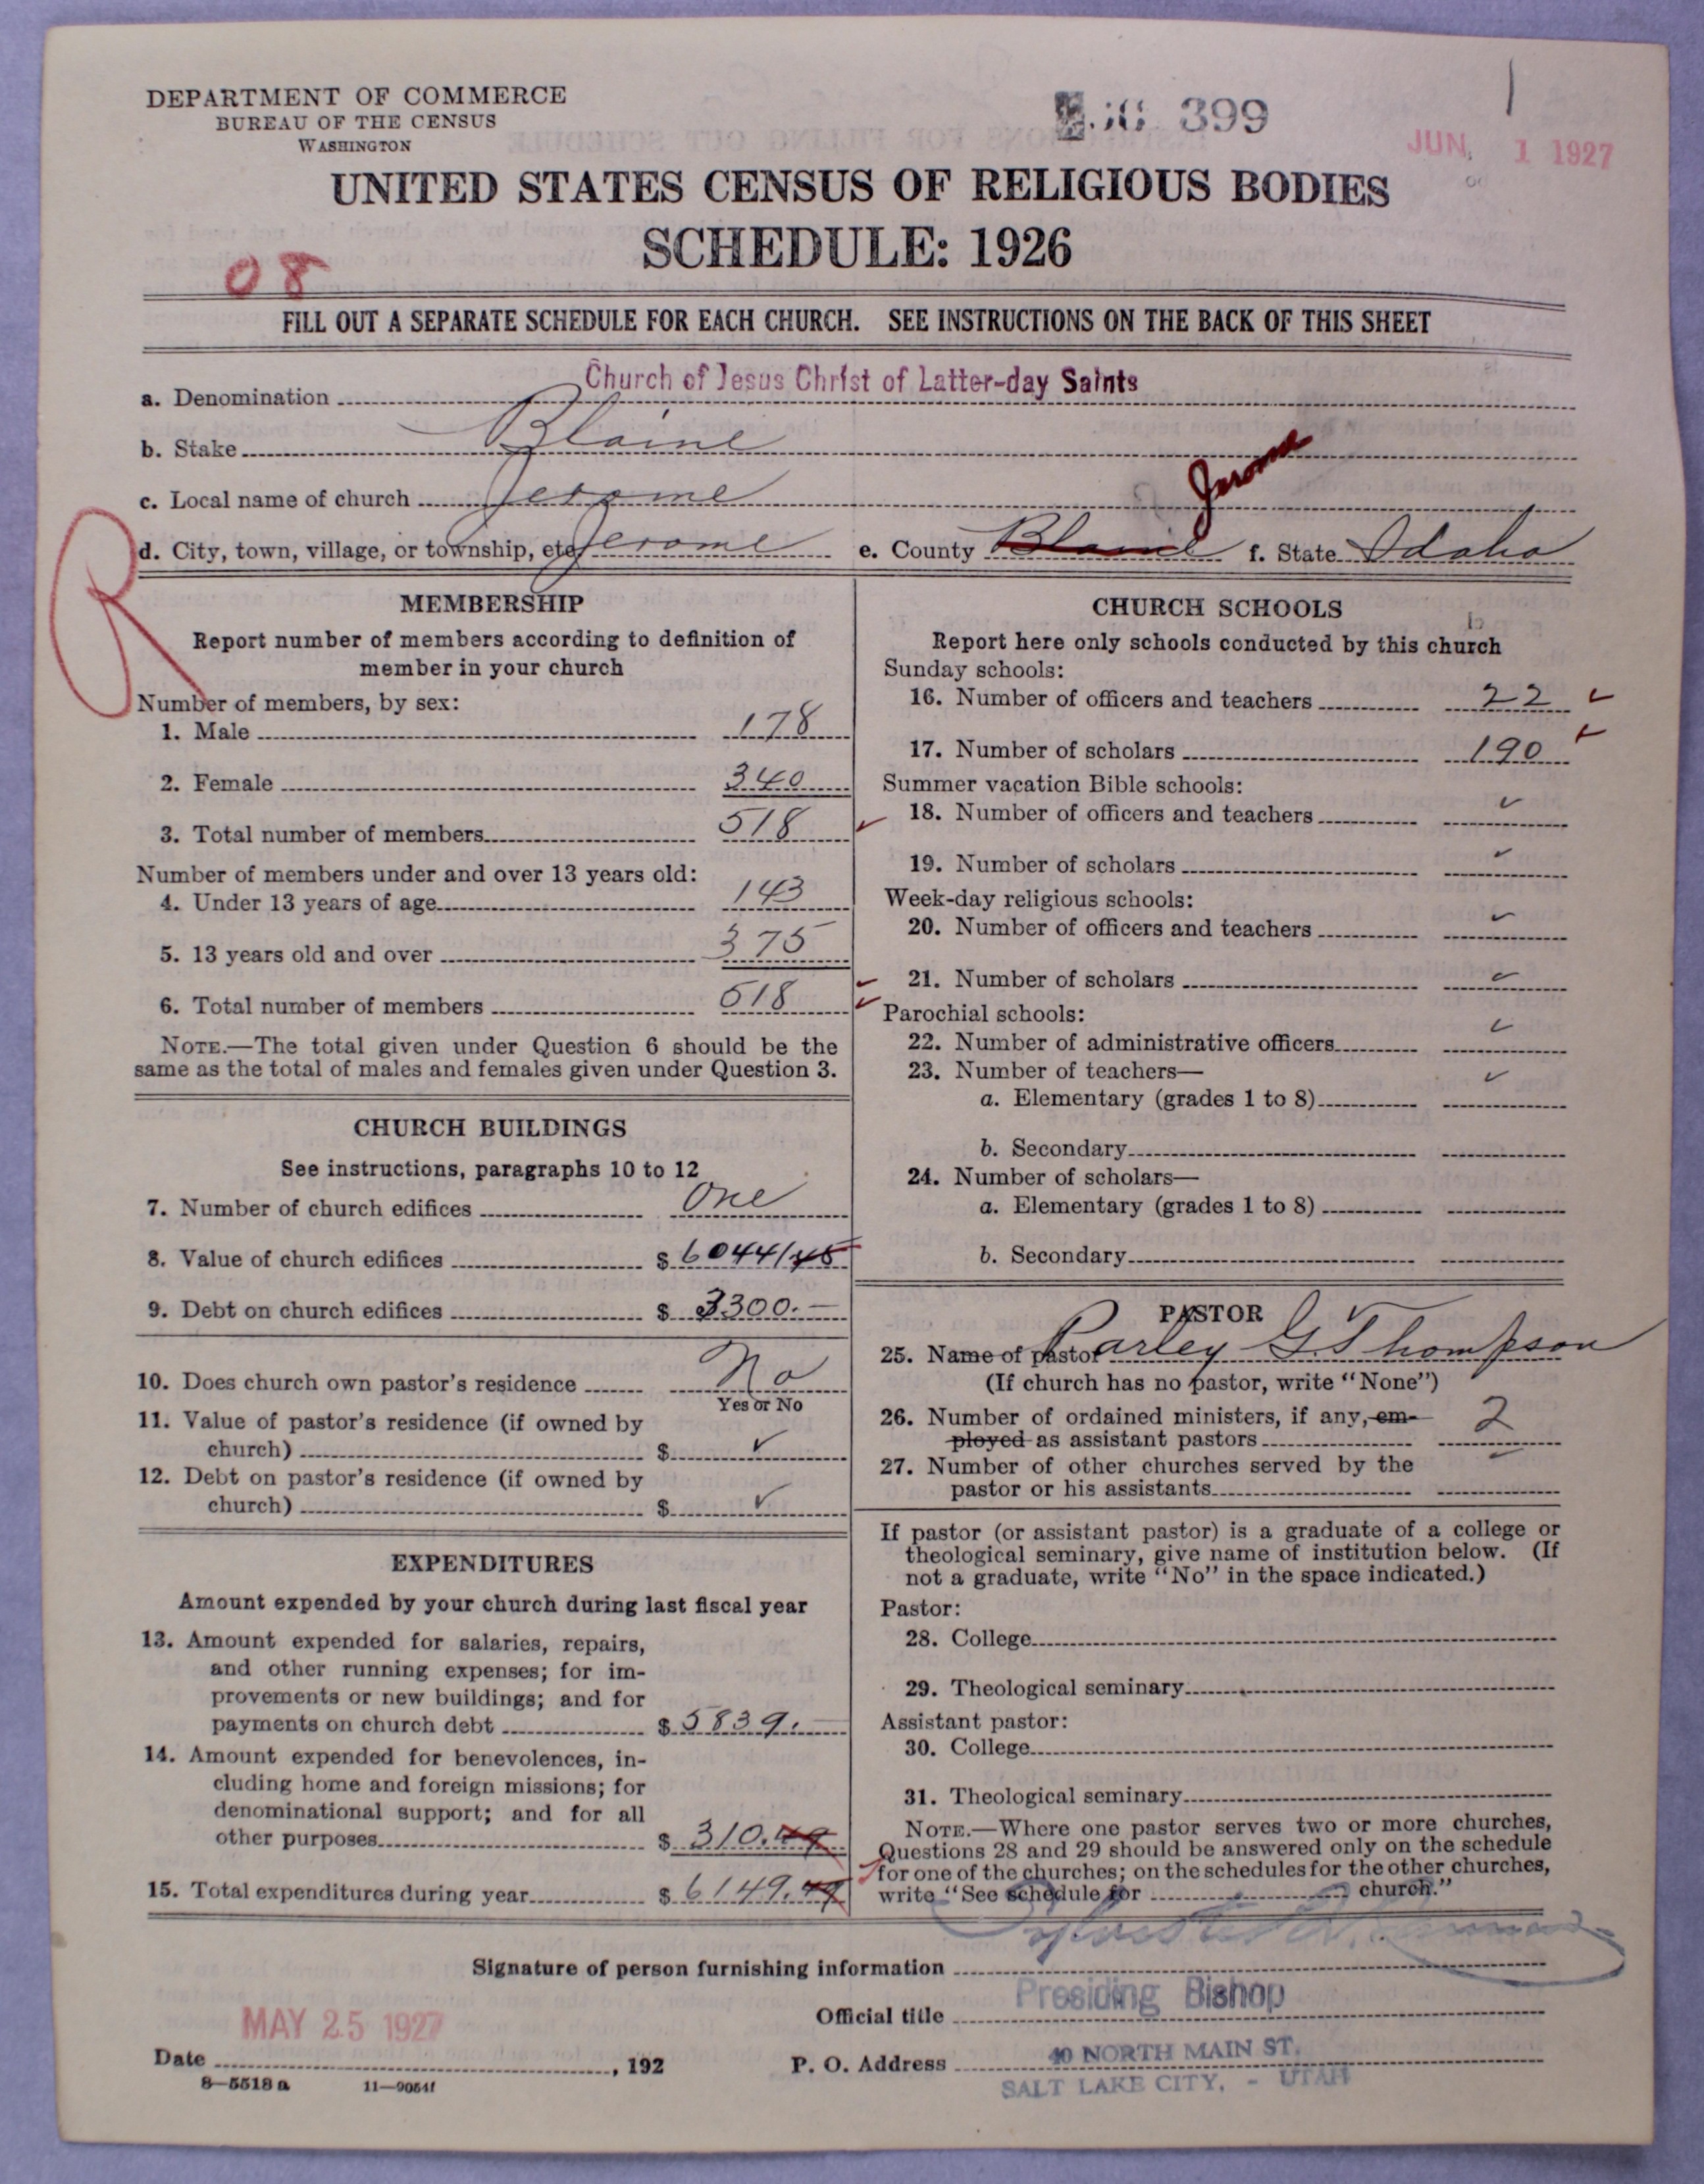 DEPARTMENT OF COMMERCE
BUREAU OF THE CENSUS
WASHINGTON
399
JUN 1 1927
UNITED STATES CENSUS OF RELIGIOUS BODIES
SCHEDULE: 1926
08
FILL OUT A SEPARATE SCHEDULE FOR EACH CHURCH. SEE INSTRUCTIONS ON THE BACK OF THIS SHEET
a. Denomination Church of Jesus Christ of Latter-day Saints
b. Stake Blaine
c. Local name of church Jerome
Jerome
d. City, town, village, or township, etc. Jerome e. County Blaine f. State Idaho
R
MEMBERSHIP
Report number of members according to definition of
member in your church
Number of members, by sex:
1. Male 178
2. Female 340
3. Total number of members 518
Number of members under and over 13 years old:
4. Under 13 years of age 143
5. 13 years old and over 375
6. Total number of members 518
NOTE.—The total given under Question 6 should be the
same as the total of males and females given under Question 3.
CHURCH BUILDINGS
See instructions, paragraphs 10 to 12
7. Number of church edifices One
8. Value of church edifices $ 60441
9. Debt on church edifices $ 3300.—
10. Does church own pastor's residence No
Yes or No
11. Value of pastor's residence (if owned by
church) $ ✓
12. Debt on pastor's residence (if owned by
church) $ ✓
EXPENDITURES
Amount expended by your church during last fiscal year
13. Amount expended for salaries, repairs,
and other running expenses; for im-
provements or new buildings; and for
payments on church debt $ 5839.—
14. Amount expended for benevolences, in-
cluding home and foreign missions; for
denominational support; and for all
other purposes $ 310.49
15. Total expenditures during year $ 6149.49
CHURCH SCHOOLS
Report here only schools conducted by this church
Sunday schools:
16. Number of officers and teachers 22 ✓
17. Number of scholars 190 ✓
Summer vacation Bible schools:
18. Number of officers and teachers ✓
19. Number of scholars ✓
Week-day religious schools:
20. Number of officers and teachers ✓
21. Number of scholars ✓
Parochial schools:
22. Number of administrative officers ✓
23. Number of teachers—
a. Elementary (grades 1 to 8) ✓
b. Secondary
24. Number of scholars—
a. Elementary (grades 1 to 8)
b. Secondary
PASTOR
25. Name of pastor Parley G Thompson
(If church has no pastor, write "None")
26. Number of ordained ministers, if any, em-
ployed as assistant pastors 2
27. Number of other churches served by the
pastor or his assistants ✓
If pastor (or assistant pastor) is a graduate of a college or
theological seminary, give name of institution below. (If
not a graduate, write "No" in the space indicated.)
Pastor:
28. College
29. Theological seminary
Assistant pastor:
30. College
31. Theological seminary
NOTE.—Where one pastor serves two or more churches,
Questions 28 and 29 should be answered only on the schedule
for one of the churches; on the schedules for the other churches,
write "See schedule for church."
Signature of person furnishing information
Official title Presiding Bishop
MAY 25 1927
Date , 192
P. O. Address 40 NORTH MAIN ST.
SALT LAKE CITY, - UTAH
8—5518 a 11—9054f